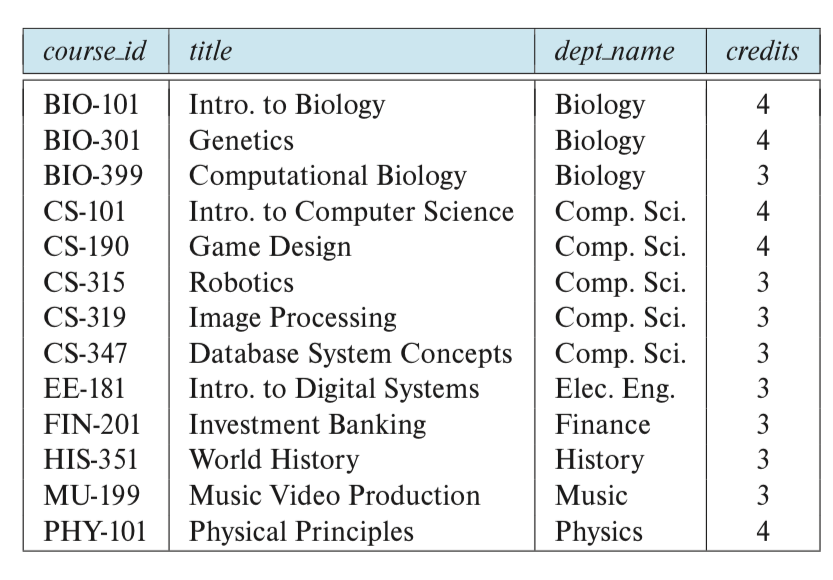 course_id title dept_name credits
BIO-101 Intro. to Biology Biology 4
BIO-301 Genetics Biology 4
BIO-399 Computational Biology Biology 3
CS-101 Intro. to Computer Science Comp. Sci. 4
CS-190 Game Design Comp. Sci. 4
CS-315 Robotics Comp. Sci. 3
CS-319 Image Processing Comp. Sci. 3
CS-347 Database System Concepts Comp. Sci. 3
EE-181 Intro. to Digital Systems Elec. Eng. 3
FIN-201 Investment Banking Finance 3
HIS-351 World History History 3
MU-199 Music Video Production Music 3
PHY-101 Physical Principles Physics 4